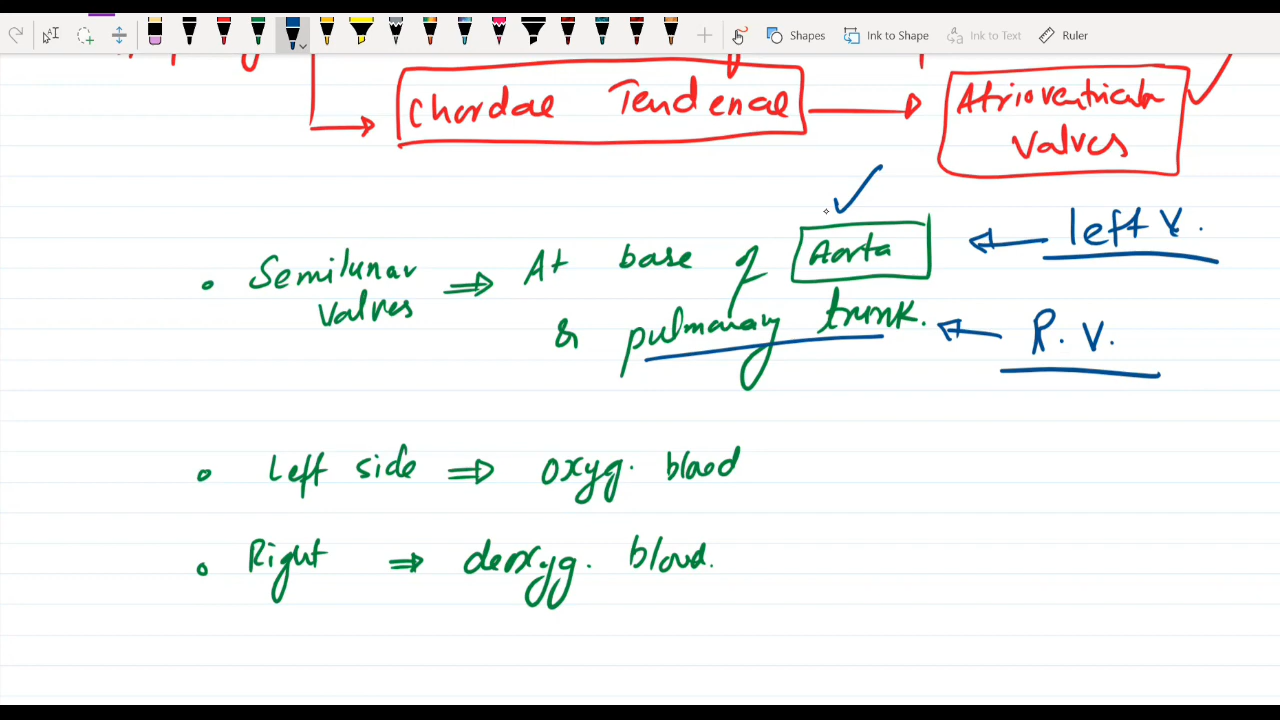 Shapes Ink to Shape Ink to Text Ruler
Chordae Tendenae Atrioventricular
Valves
left V.
Semilunar ⇒ At base of Aorta
valves
& pulmonary trunk. R. V.
Left side ⇒ oxyg. blood
Right ⇒ deoxyg. blood.